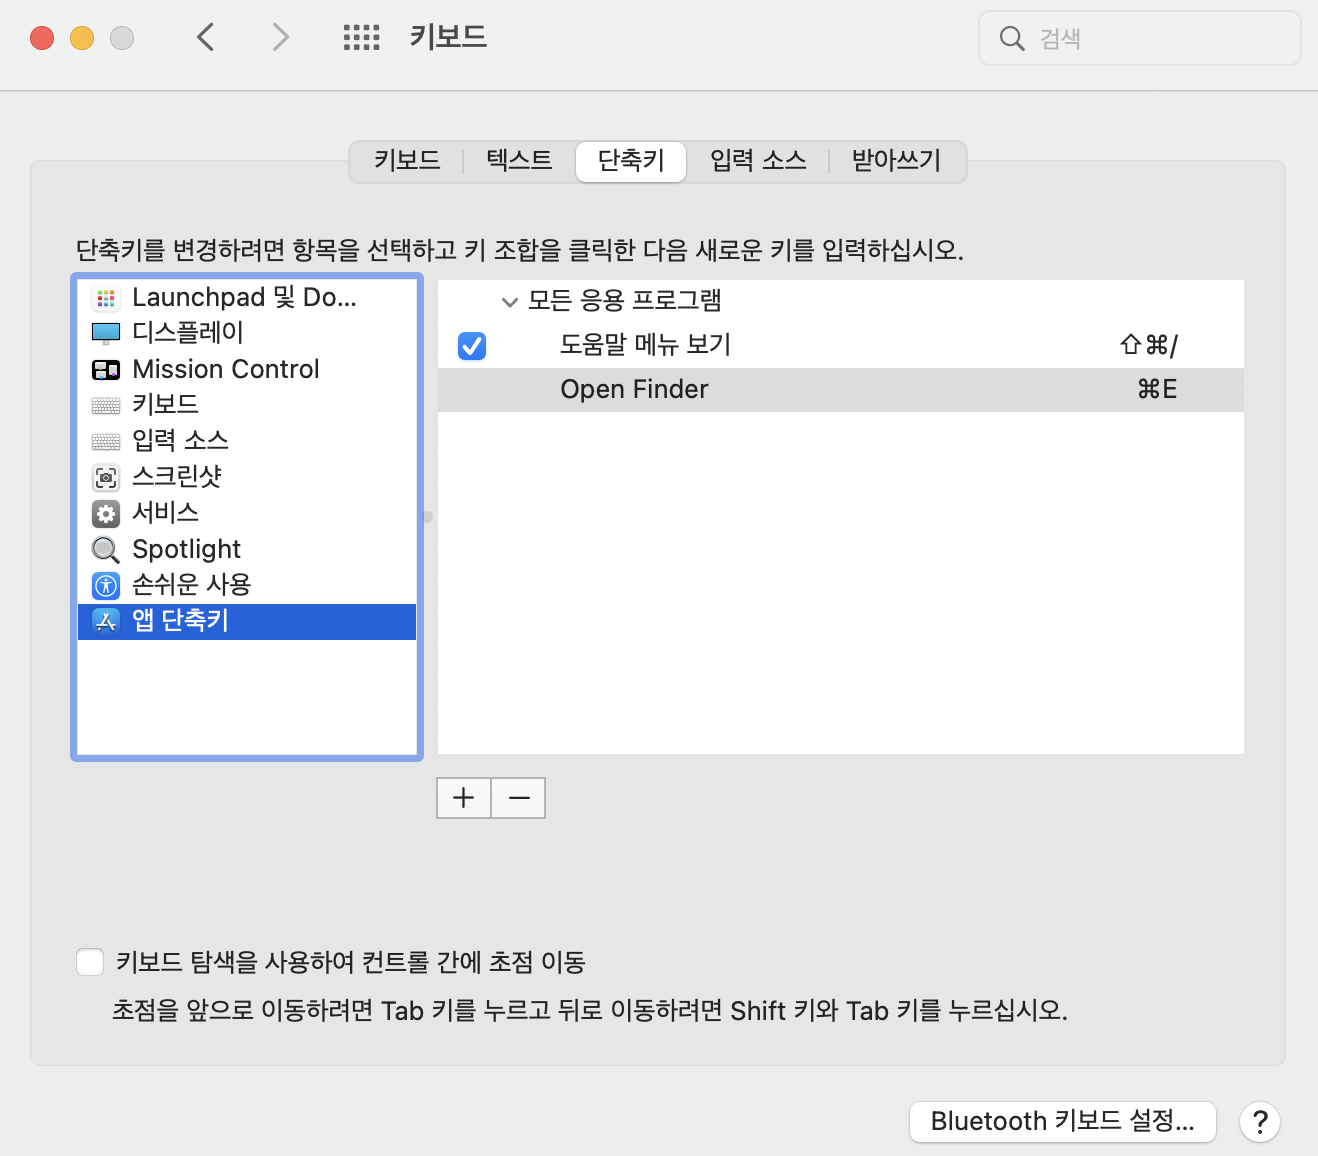 키보드
검색
키보드
텍스트
단축키
입력 소스
받아쓰기
단축키를 변경하려면 항목을 선택하고 키 조합을 클릭한 다음 새로운 키를 입력하십시오.
Launchpad 및 Do...
디스플레이
Mission Control
키보드
입력 소스
스크린샷
서비스
Spotlight
손쉬운 사용
앱 단축키
모든 응용 프로그램
도움말 메뉴 보기 ⇧⌘/
Open Finder ⌘E
키보드 탐색을 사용하여 컨트롤 간에 초점 이동
초점을 앞으로 이동하려면 Tab 키를 누르고 뒤로 이동하려면 Shift 키와 Tab 키를 누르십시오.
Bluetooth 키보드 설정...
?